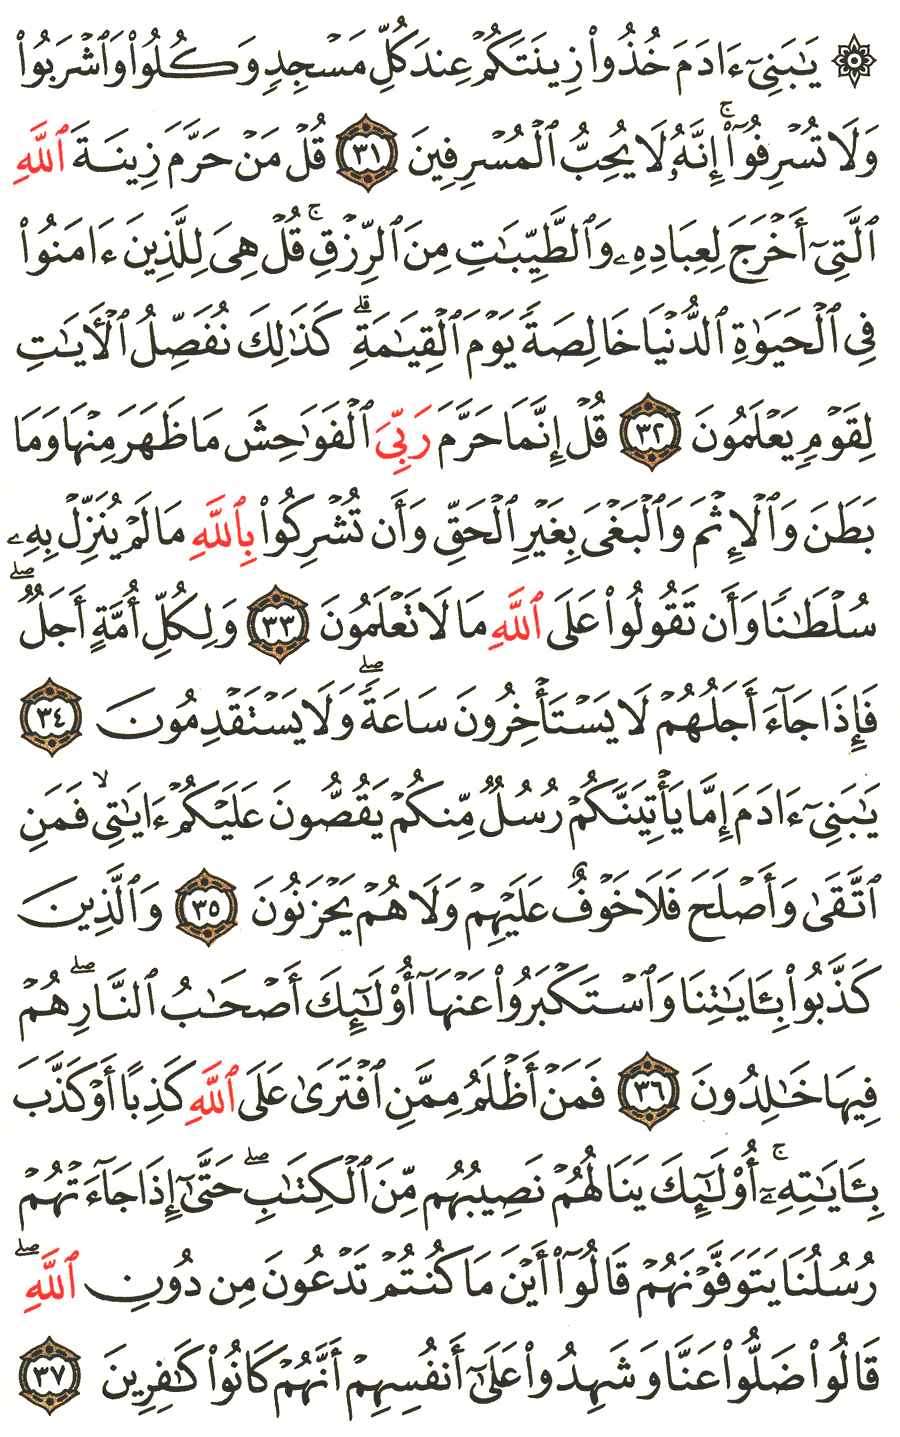 ۞ يَٰبَنِىٓ ءَادَمَ خُذُوا۟ زِينَتَكُمْ عِندَ كُلِّ مَسْجِدٍ وَكُلُوا۟ وَٱشْرَبُوا۟
وَلَا تُسْرِفُوٓا۟ ۚ إِنَّهُۥ لَا يُحِبُّ ٱلْمُسْرِفِينَ ٣١ قُلْ مَنْ حَرَّمَ زِينَةَ ٱللَّهِ
ٱلَّتِىٓ أَخْرَجَ لِعِبَادِهِۦ وَٱلطَّيِّبَٰتِ مِنَ ٱلرِّزْقِ ۚ قُلْ هِىَ لِلَّذِينَ ءَامَنُوا۟
فِى ٱلْحَيَوٰةِ ٱلدُّنْيَا خَالِصَةً يَوْمَ ٱلْقِيَٰمَةِ ۗ كَذَٰلِكَ نُفَصِّلُ ٱلْـَٔايَٰتِ
لِقَوْمٍ يَعْلَمُونَ ٣٢ قُلْ إِنَّمَا حَرَّمَ رَبِّىَ ٱلْفَوَٰحِشَ مَا ظَهَرَ مِنْهَا وَمَا
بَطَنَ وَٱلْإِثْمَ وَٱلْبَغْىَ بِغَيْرِ ٱلْحَقِّ وَأَن تُشْرِكُوا۟ بِٱللَّهِ مَا لَمْ يُنَزِّلْ بِهِۦ
سُلْطَٰنًا وَأَن تَقُولُوا۟ عَلَى ٱللَّهِ مَا لَا تَعْلَمُونَ ٣٣ وَلِكُلِّ أُمَّةٍ أَجَلٌ ۖ
فَإِذَا جَآءَ أَجَلُهُمْ لَا يَسْتَأْخِرُونَ سَاعَةً ۖ وَلَا يَسْتَقْدِمُونَ ٣٤
يَٰبَنِىٓ ءَادَمَ إِمَّا يَأْتِيَنَّكُمْ رُسُلٌ مِّنكُمْ يَقُصُّونَ عَلَيْكُمْ ءَايَٰتِى ۙ فَمَنِ
ٱتَّقَىٰ وَأَصْلَحَ فَلَا خَوْفٌ عَلَيْهِمْ وَلَا هُمْ يَحْزَنُونَ ٣٥ وَٱلَّذِينَ
كَذَّبُوا۟ بِـَٔايَٰتِنَا وَٱسْتَكْبَرُوا۟ عَنْهَآ أُو۟لَٰٓئِكَ أَصْحَٰبُ ٱلنَّارِ ۖ هُمْ
فِيهَا خَٰلِدُونَ ٣٦ فَمَنْ أَظْلَمُ مِمَّنِ ٱفْتَرَىٰ عَلَى ٱللَّهِ كَذِبًا أَوْ كَذَّبَ
بِـَٔايَٰتِهِۦٓ ۚ أُو۟لَٰٓئِكَ يَنَالُهُمْ نَصِيبُهُم مِّنَ ٱلْكِتَٰبِ ۖ حَتَّىٰٓ إِذَا جَآءَتْهُمْ
رُسُلُنَا يَتَوَفَّوْنَهُمْ قَالُوٓا۟ أَيْنَ مَا كُنتُمْ تَدْعُونَ مِن دُونِ ٱللَّهِ ۖ
قَالُوا۟ ضَلُّوا۟ عَنَّا وَشَهِدُوا۟ عَلَىٰٓ أَنفُسِهِمْ أَنَّهُمْ كَانُوا۟ كَٰفِرِينَ ٣٧